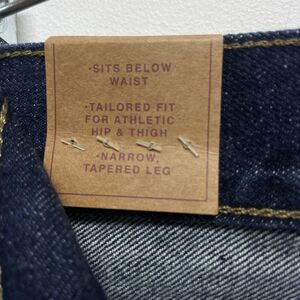 •SITS BELOW
WAIST
•TAILORED FIT
FOR ATHLETIC
HIP & THIGH
•NARROW,
TAPERED LEG